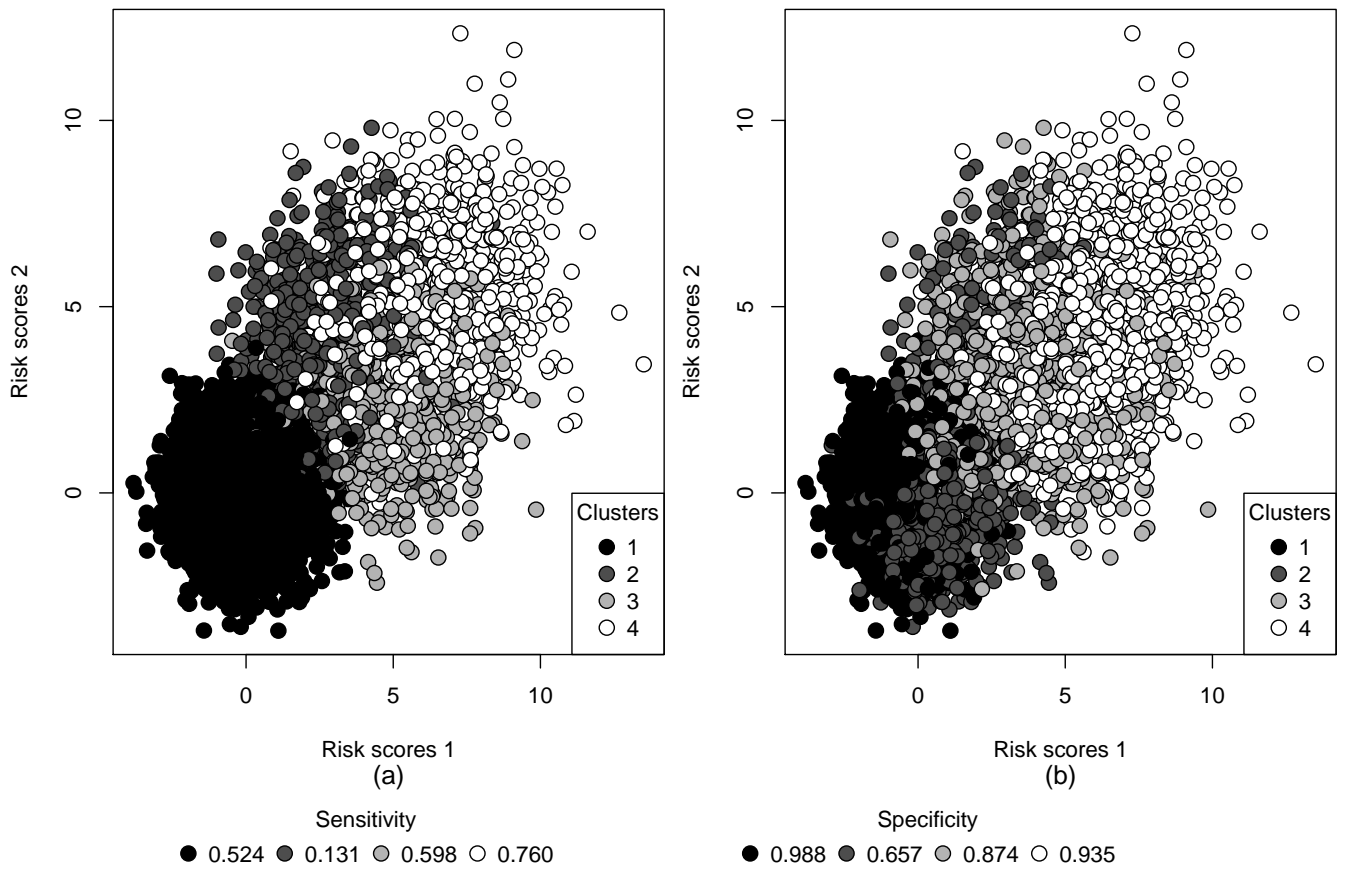 10
5
0
Risk scores 2
Clusters
1
2
3
4
0 5 10
Risk scores 1
(a)
10
5
0
Risk scores 2
Clusters
1
2
3
4
0 5 10
Risk scores 1
(b)
Sensitivity
0.524 0.131 0.598 0.760
Specificity
0.988 0.657 0.874 0.935